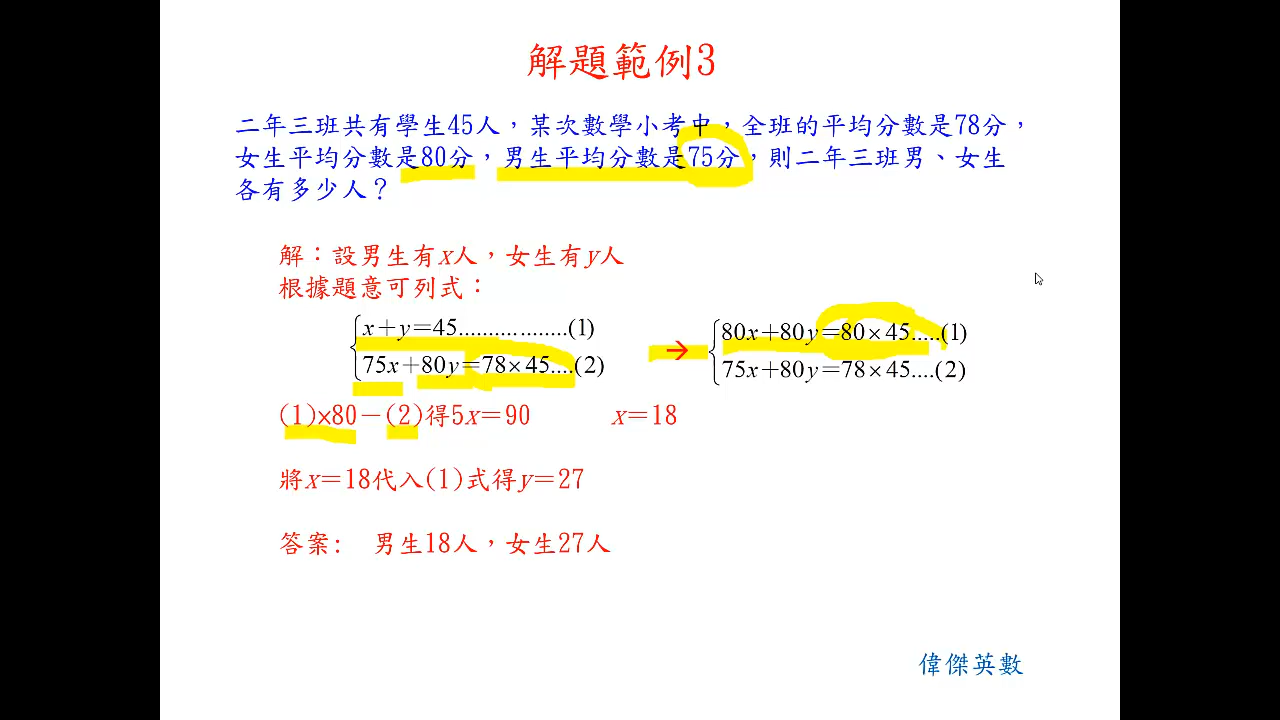 解題範例3
二年三班共有學生45人，某次數學小考中，全班的平均分數是78分，
女生平均分數是80分，男生平均分數是75分，則二年三班男、女生
各有多少人？
解：設男生有x人，女生有y人
根據題意可列式：
x＋y＝45..................(1)
75x＋80y＝78×45....(2)
→
80x＋80y＝80×45.....(1)
75x＋80y＝78×45....(2)
(1)×80－(2)得5x＝90 x＝18
將x＝18代入(1)式得y＝27
答案: 男生18人，女生27人
偉傑英數